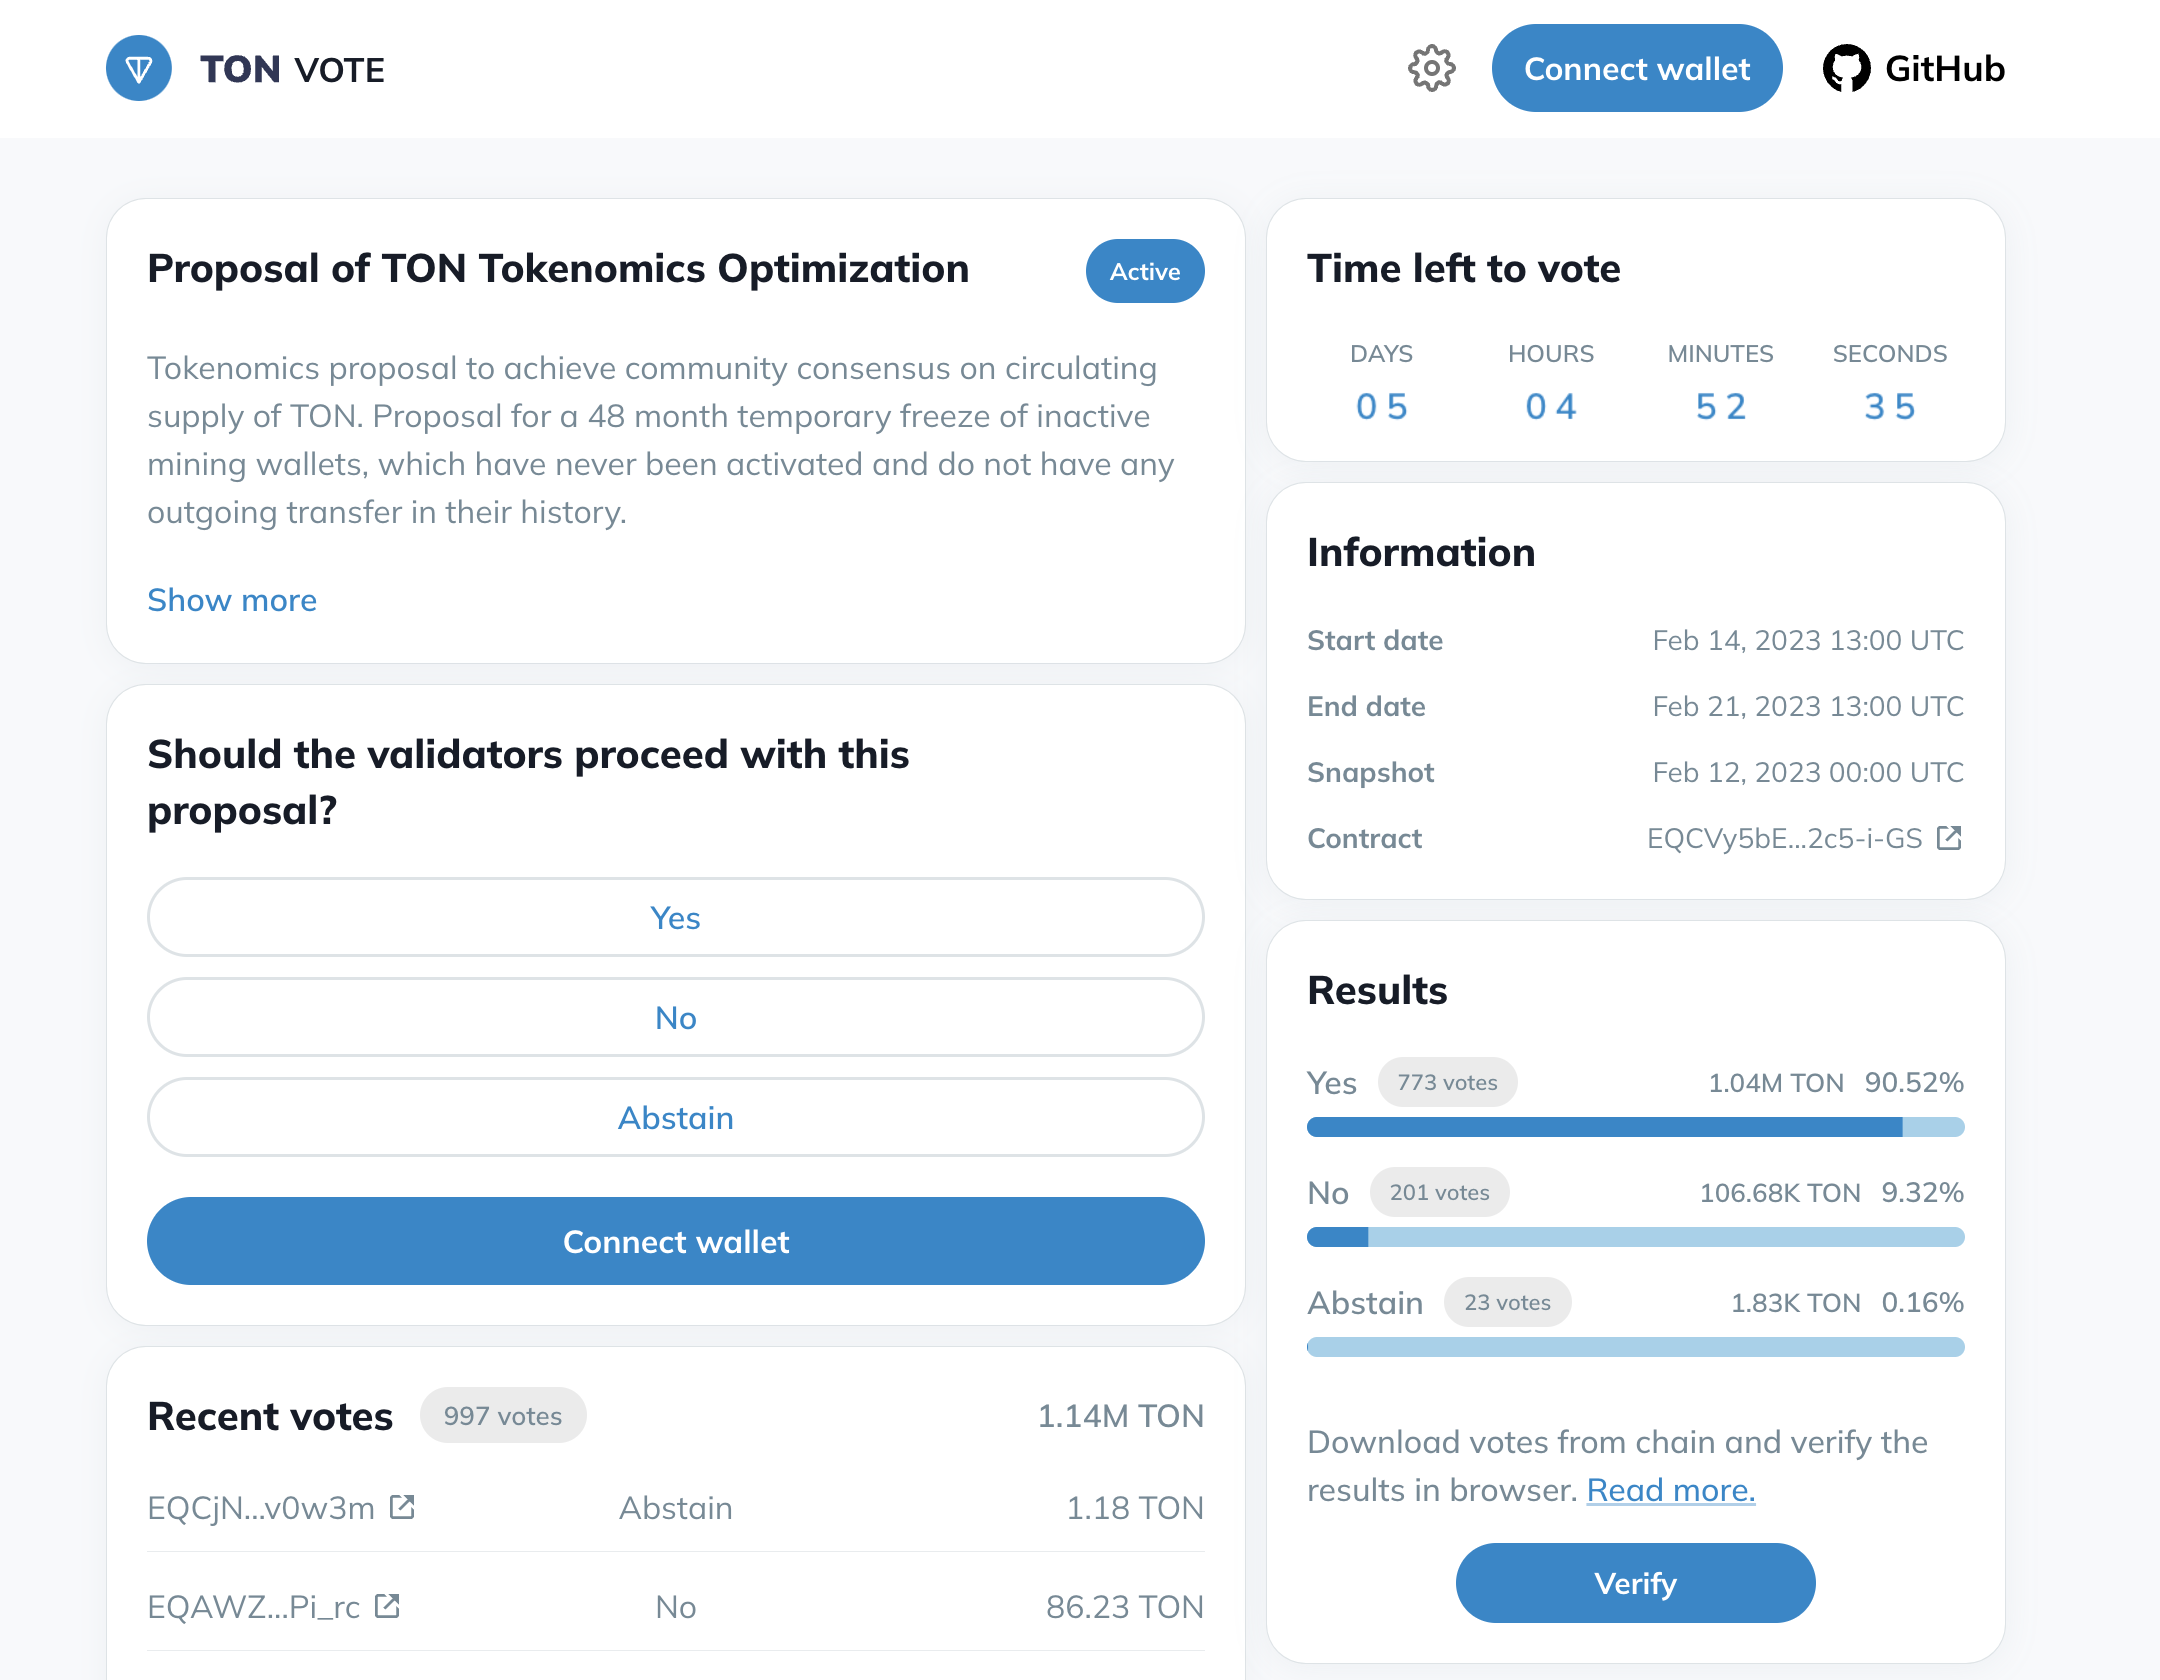 TON VOTE
Connect wallet
GitHub
Proposal of TON Tokenomics Optimization
Active
Tokenomics proposal to achieve community consensus on circulating
supply of TON. Proposal for a 48 month temporary freeze of inactive
mining wallets, which have never been activated and do not have any
outgoing transfer in their history.
Show more
Should the validators proceed with this
proposal?
Yes
No
Abstain
Connect wallet
Recent votes 997 votes 1.14M TON
EQCjN...v0w3m Abstain 1.18 TON
EQAWZ...Pi_rc No 86.23 TON
Time left to vote
DAYS HOURS MINUTES SECONDS
05 04 52 35
Information
Start date Feb 14, 2023 13:00 UTC
End date Feb 21, 2023 13:00 UTC
Snapshot Feb 12, 2023 00:00 UTC
Contract EQCVy5bE...2c5-i-GS
Results
Yes 773 votes 1.04M TON 90.52%
No 201 votes 106.68K TON 9.32%
Abstain 23 votes 1.83K TON 0.16%
Download votes from chain and verify the
results in browser. Read more.
Verify